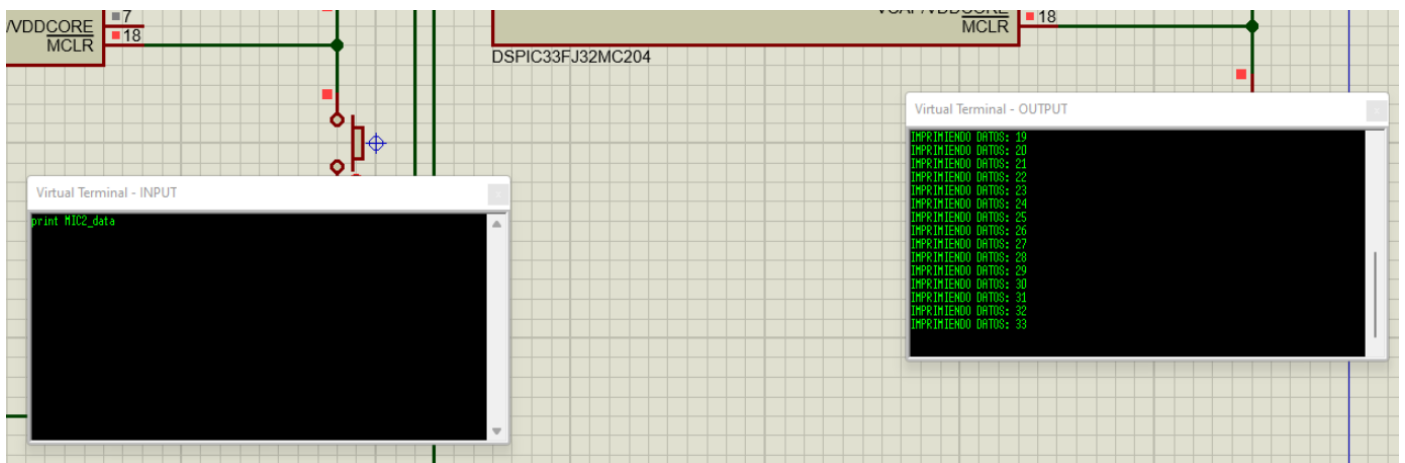 /VDDCORE
7
MCLR
18
VCAP/VDDCORE
18
MCLR
DSPIC33FJ32MC204
Virtual Terminal - INPUT
print MIC2_data
Virtual Terminal - OUTPUT
IMPRIMIENDO DATOS: 19
IMPRIMIENDO DATOS: 20
IMPRIMIENDO DATOS: 21
IMPRIMIENDO DATOS: 22
IMPRIMIENDO DATOS: 23
IMPRIMIENDO DATOS: 24
IMPRIMIENDO DATOS: 25
IMPRIMIENDO DATOS: 26
IMPRIMIENDO DATOS: 27
IMPRIMIENDO DATOS: 28
IMPRIMIENDO DATOS: 29
IMPRIMIENDO DATOS: 30
IMPRIMIENDO DATOS: 31
IMPRIMIENDO DATOS: 32
IMPRIMIENDO DATOS: 33